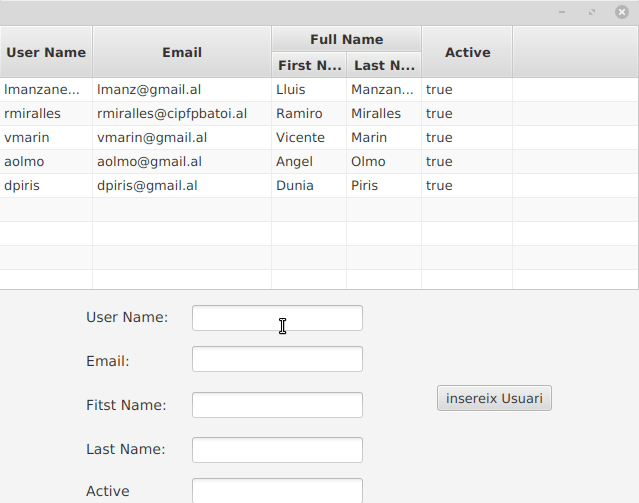 User Name Email Full Name Active
First N... Last N...
lmanzane... lmanz@gmail.al Lluis Manzan... true
rmiralles rmiralles@cipfpbatoi.al Ramiro Miralles true
vmarin vmarin@gmail.al Vicente Marin true
aolmo aolmo@gmail.al Angel Olmo true
dpiris dpiris@gmail.al Dunia Piris true
User Name:
Email:
insereix Usuari
Fitst Name:
Last Name:
Active